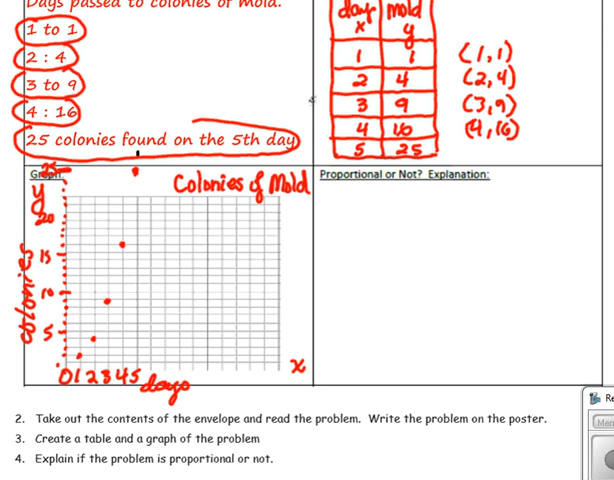 Days passed to colonies of mold.
1 to 1
2 : 4
3 to 9
4 : 16
25 colonies found on the 5th day
days mold
x y
1 1
2 4
3 9
4 16
5 25
(1,1)
(2,4)
(3,9)
(4,16)
Graph:
Colonies of Mold
y
25
20
15
10
5
colonies
0 1 2 3 4 5
days
x
Proportional or Not? Explanation:
2. Take out the contents of the envelope and read the problem. Write the problem on the poster.
3. Create a table and a graph of the problem
4. Explain if the problem is proportional or not.
Re